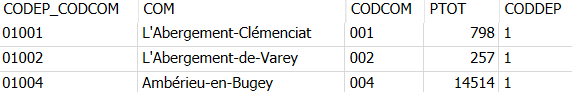 CODEP_CODCOM COM CODCOM PTOT CODDEP
01001 L'Abergement-Clémenciat 001 798 1
01002 L'Abergement-de-Varey 002 257 1
01004 Ambérieu-en-Bugey 004 14514 1